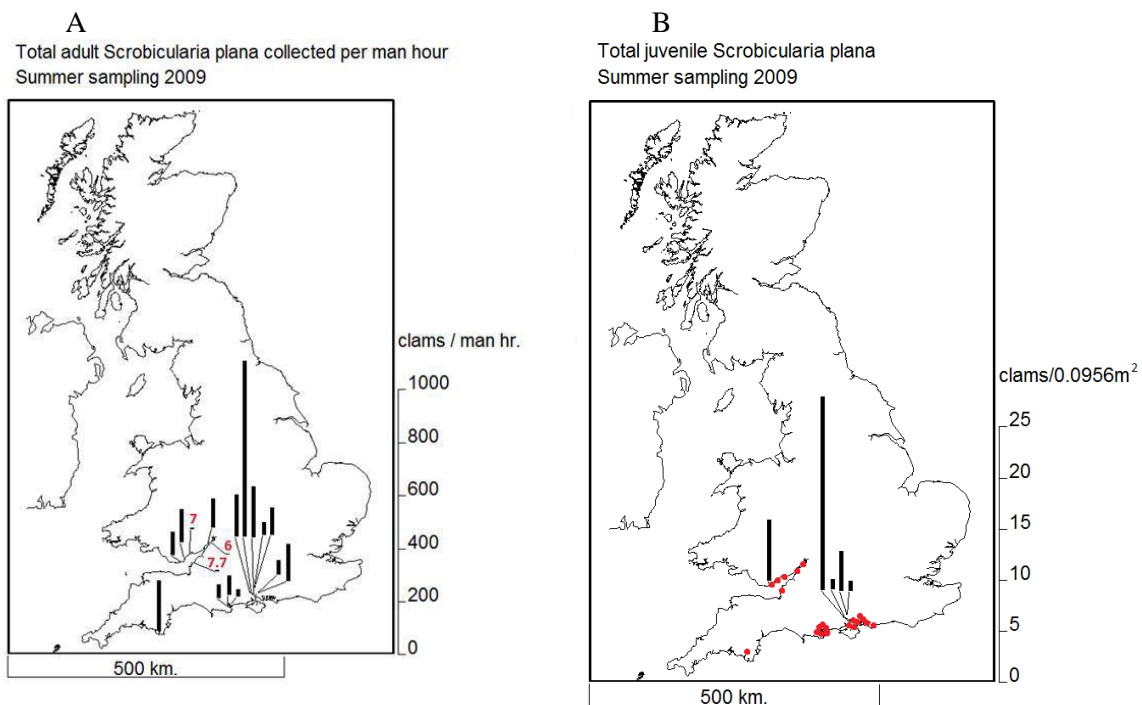 A
Total adult Scrobicularia plana collected per man hour
Summer sampling 2009
clams / man hr.
1000
800
600
400
200
0
7
6
7.7
500 km.
B
Total juvenile Scrobicularia plana
Summer sampling 2009
clams/0.0956m²
25
20
15
10
5
0
500 km.